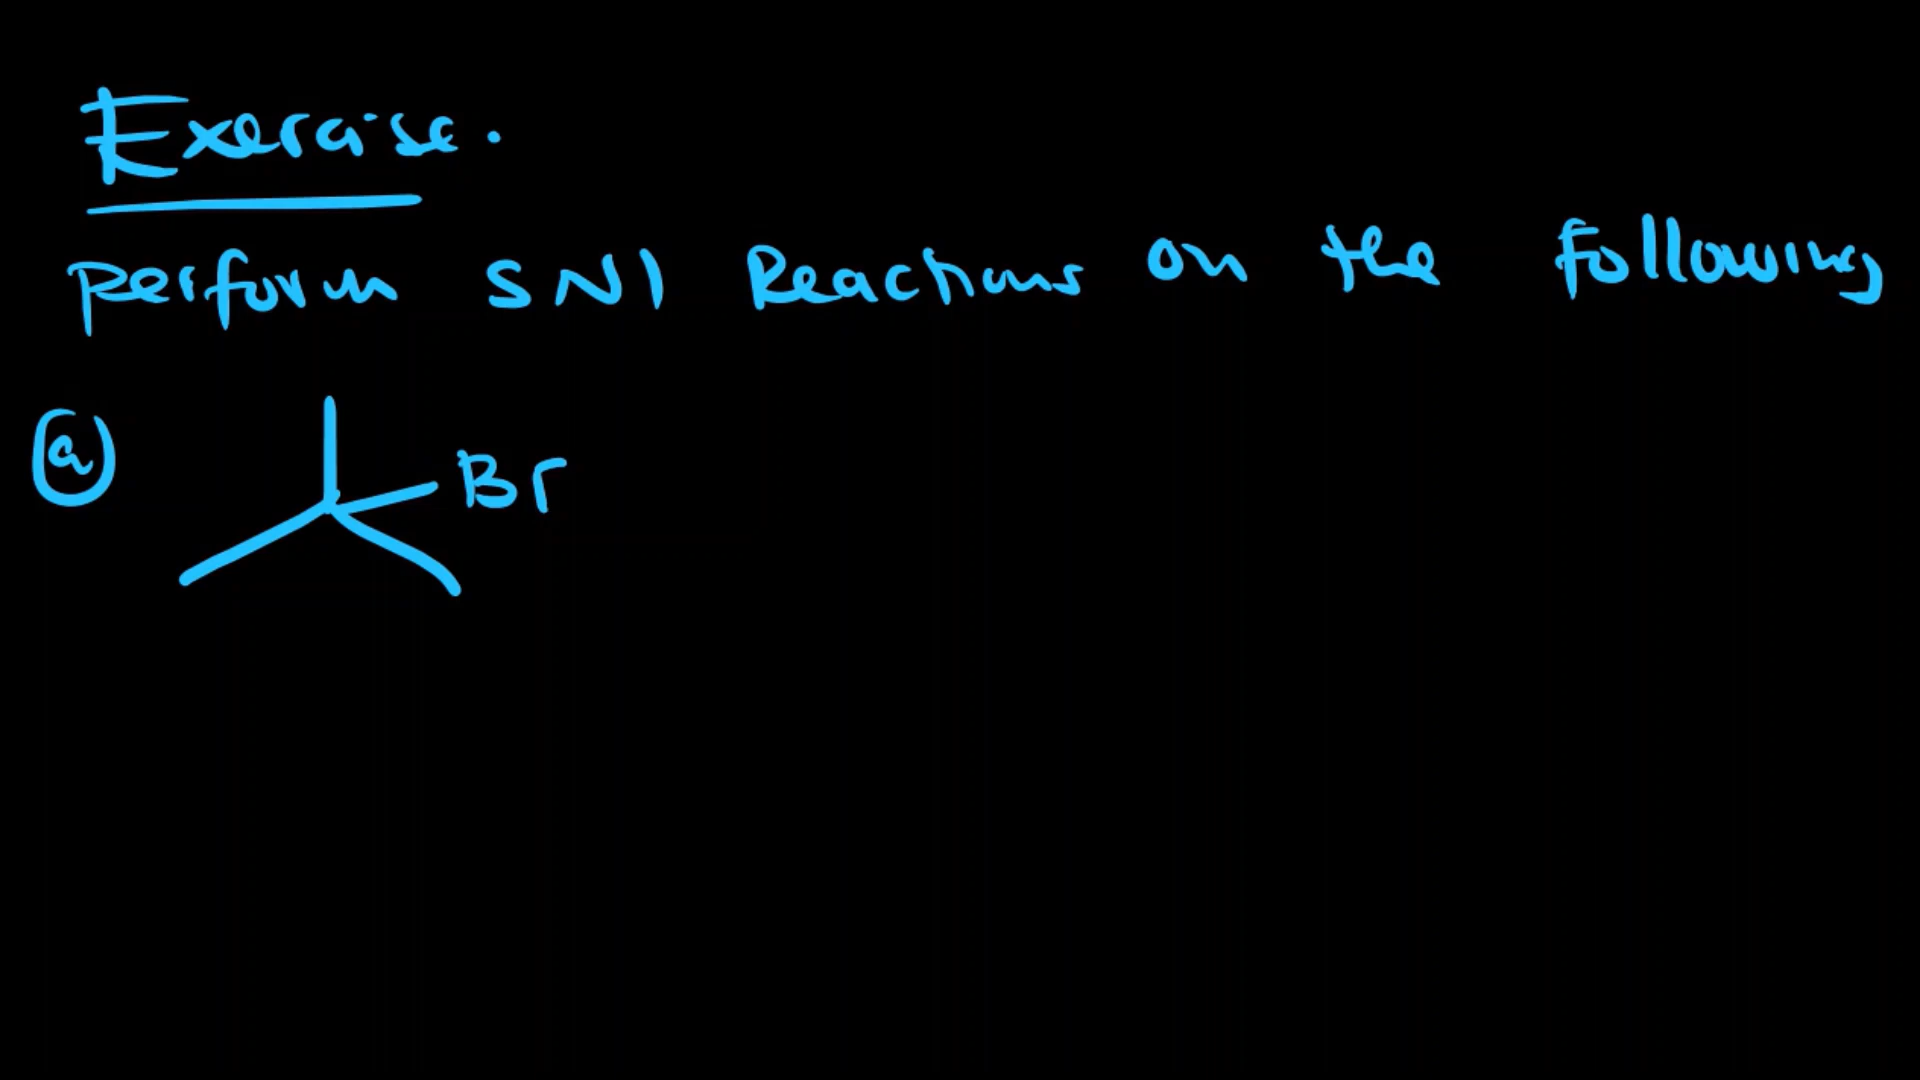 Exercise.
perform SN1 Reactions on the following
(a)
Br